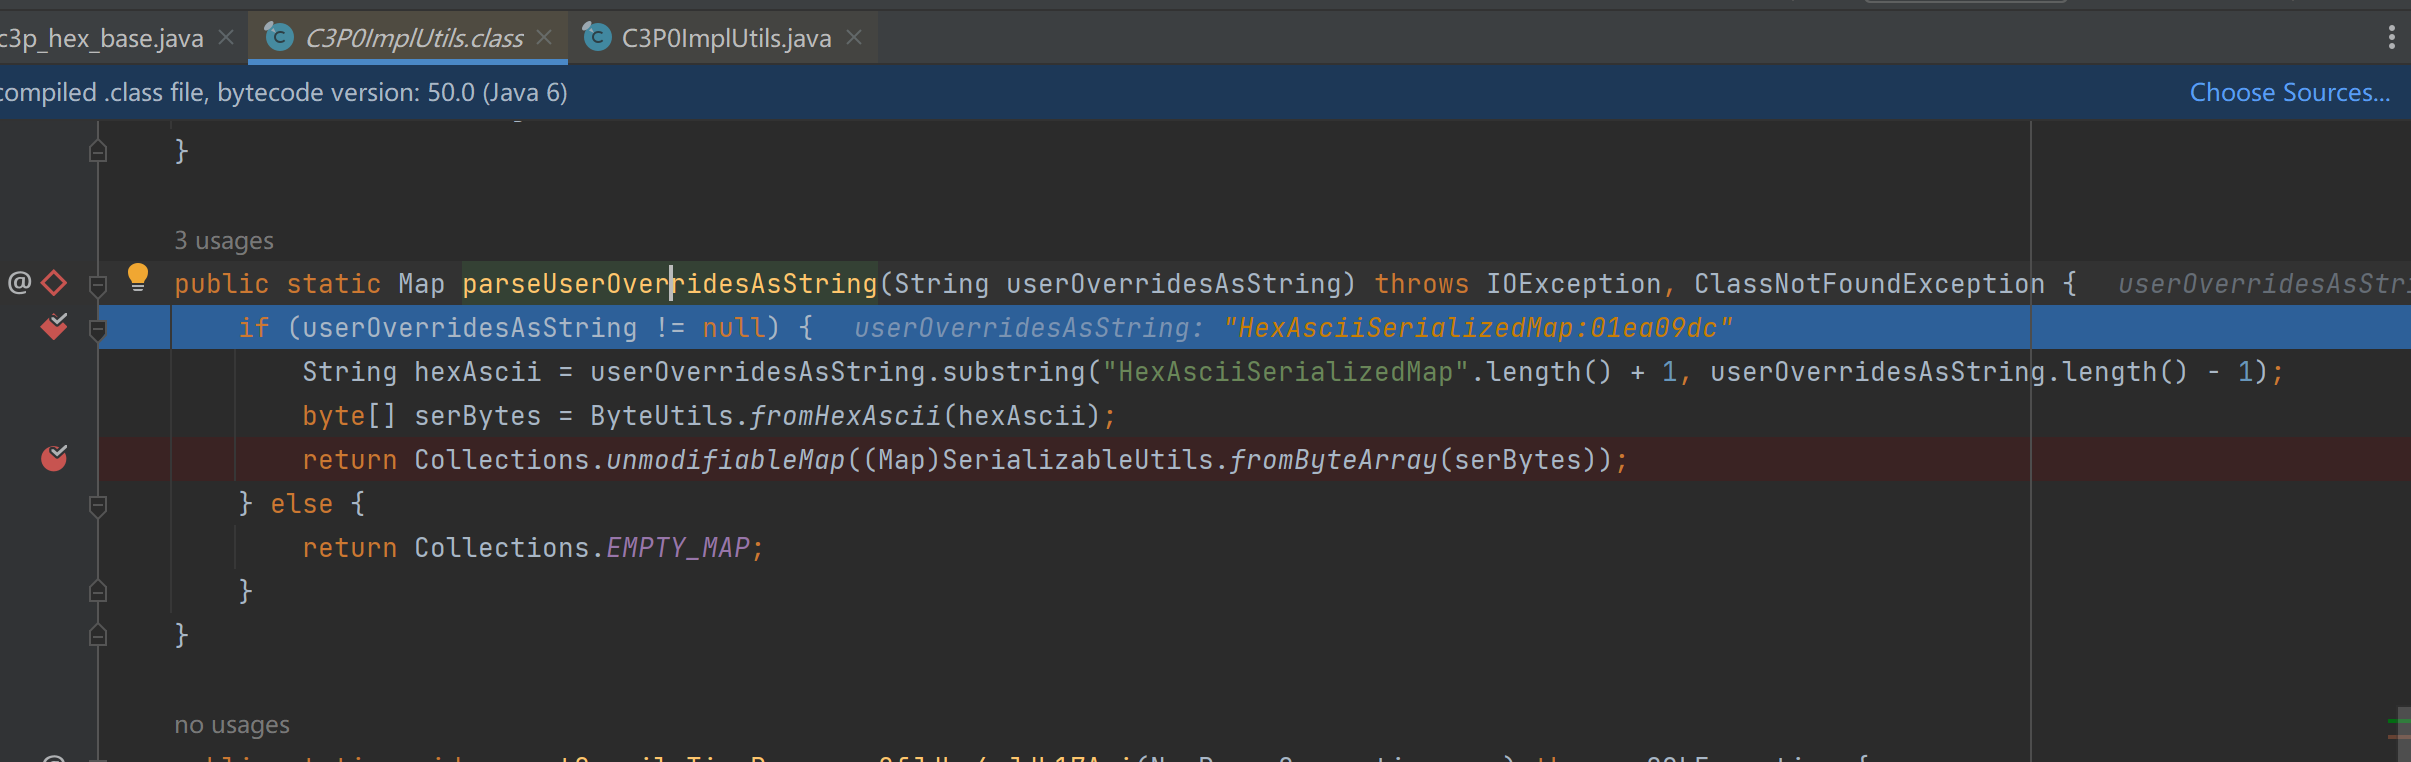 c3p_hex_base.java C3P0ImplUtils.class C3P0ImplUtils.java
compiled .class file, bytecode version: 50.0 (Java 6) Choose Sources...
}
3 usages
public static Map parseUserOverridesAsString(String userOverridesAsString) throws IOException, ClassNotFoundException { userOverridesAsStri
if (userOverridesAsString != null) { userOverridesAsString: "HexAsciiSerializedMap:01ea09dc"
String hexAscii = userOverridesAsString.substring("HexAsciiSerializedMap".length() + 1, userOverridesAsString.length() - 1);
byte[] serBytes = ByteUtils.fromHexAscii(hexAscii);
return Collections.unmodifiableMap((Map)SerializableUtils.fromByteArray(serBytes));
} else {
return Collections.EMPTY_MAP;
}
}
no usages